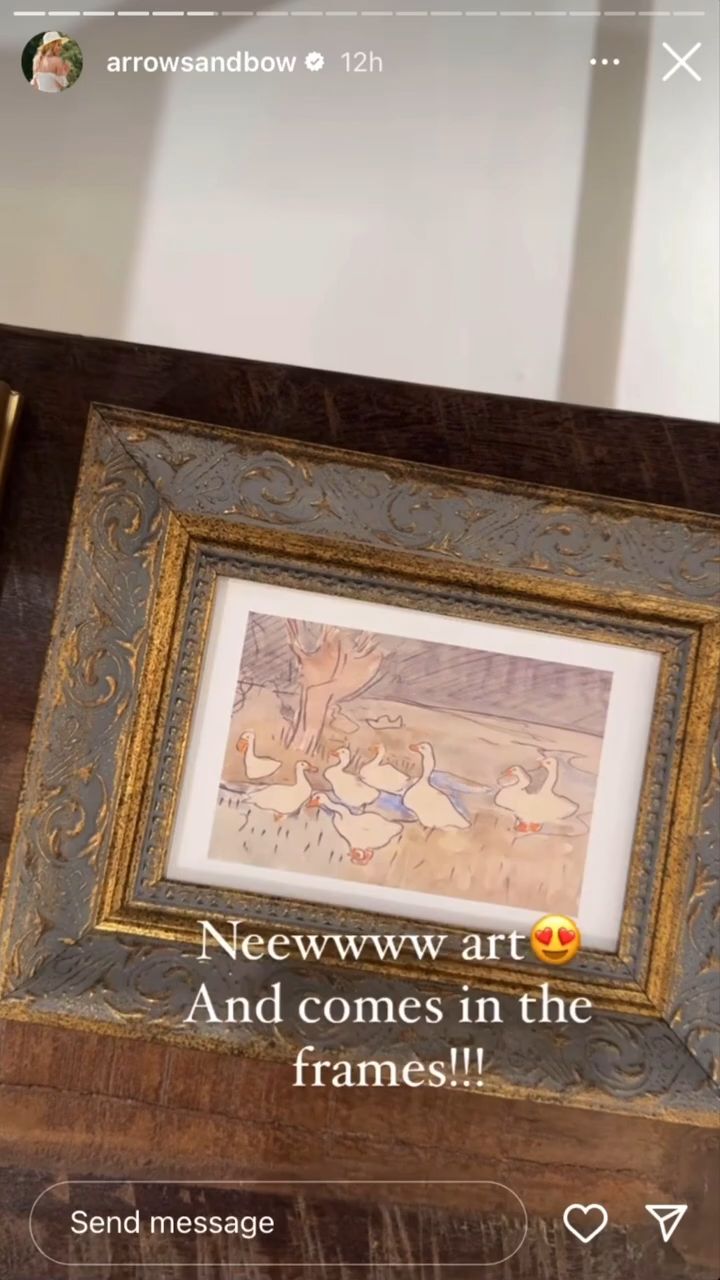 arrowsandbow 12h
Neewwww art😍
And comes in the
frames!!!
Send message